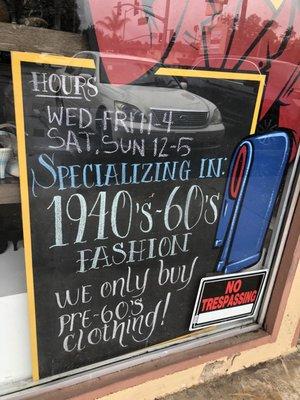 HOURS
WED-FRI 11-4
SAT, SUN 12-5
SPECIALIZING IN:
1940's-60's
FASHION
WE ONLY BUY
PRE-60's
CLOTHING!
NO
TRESPASSING